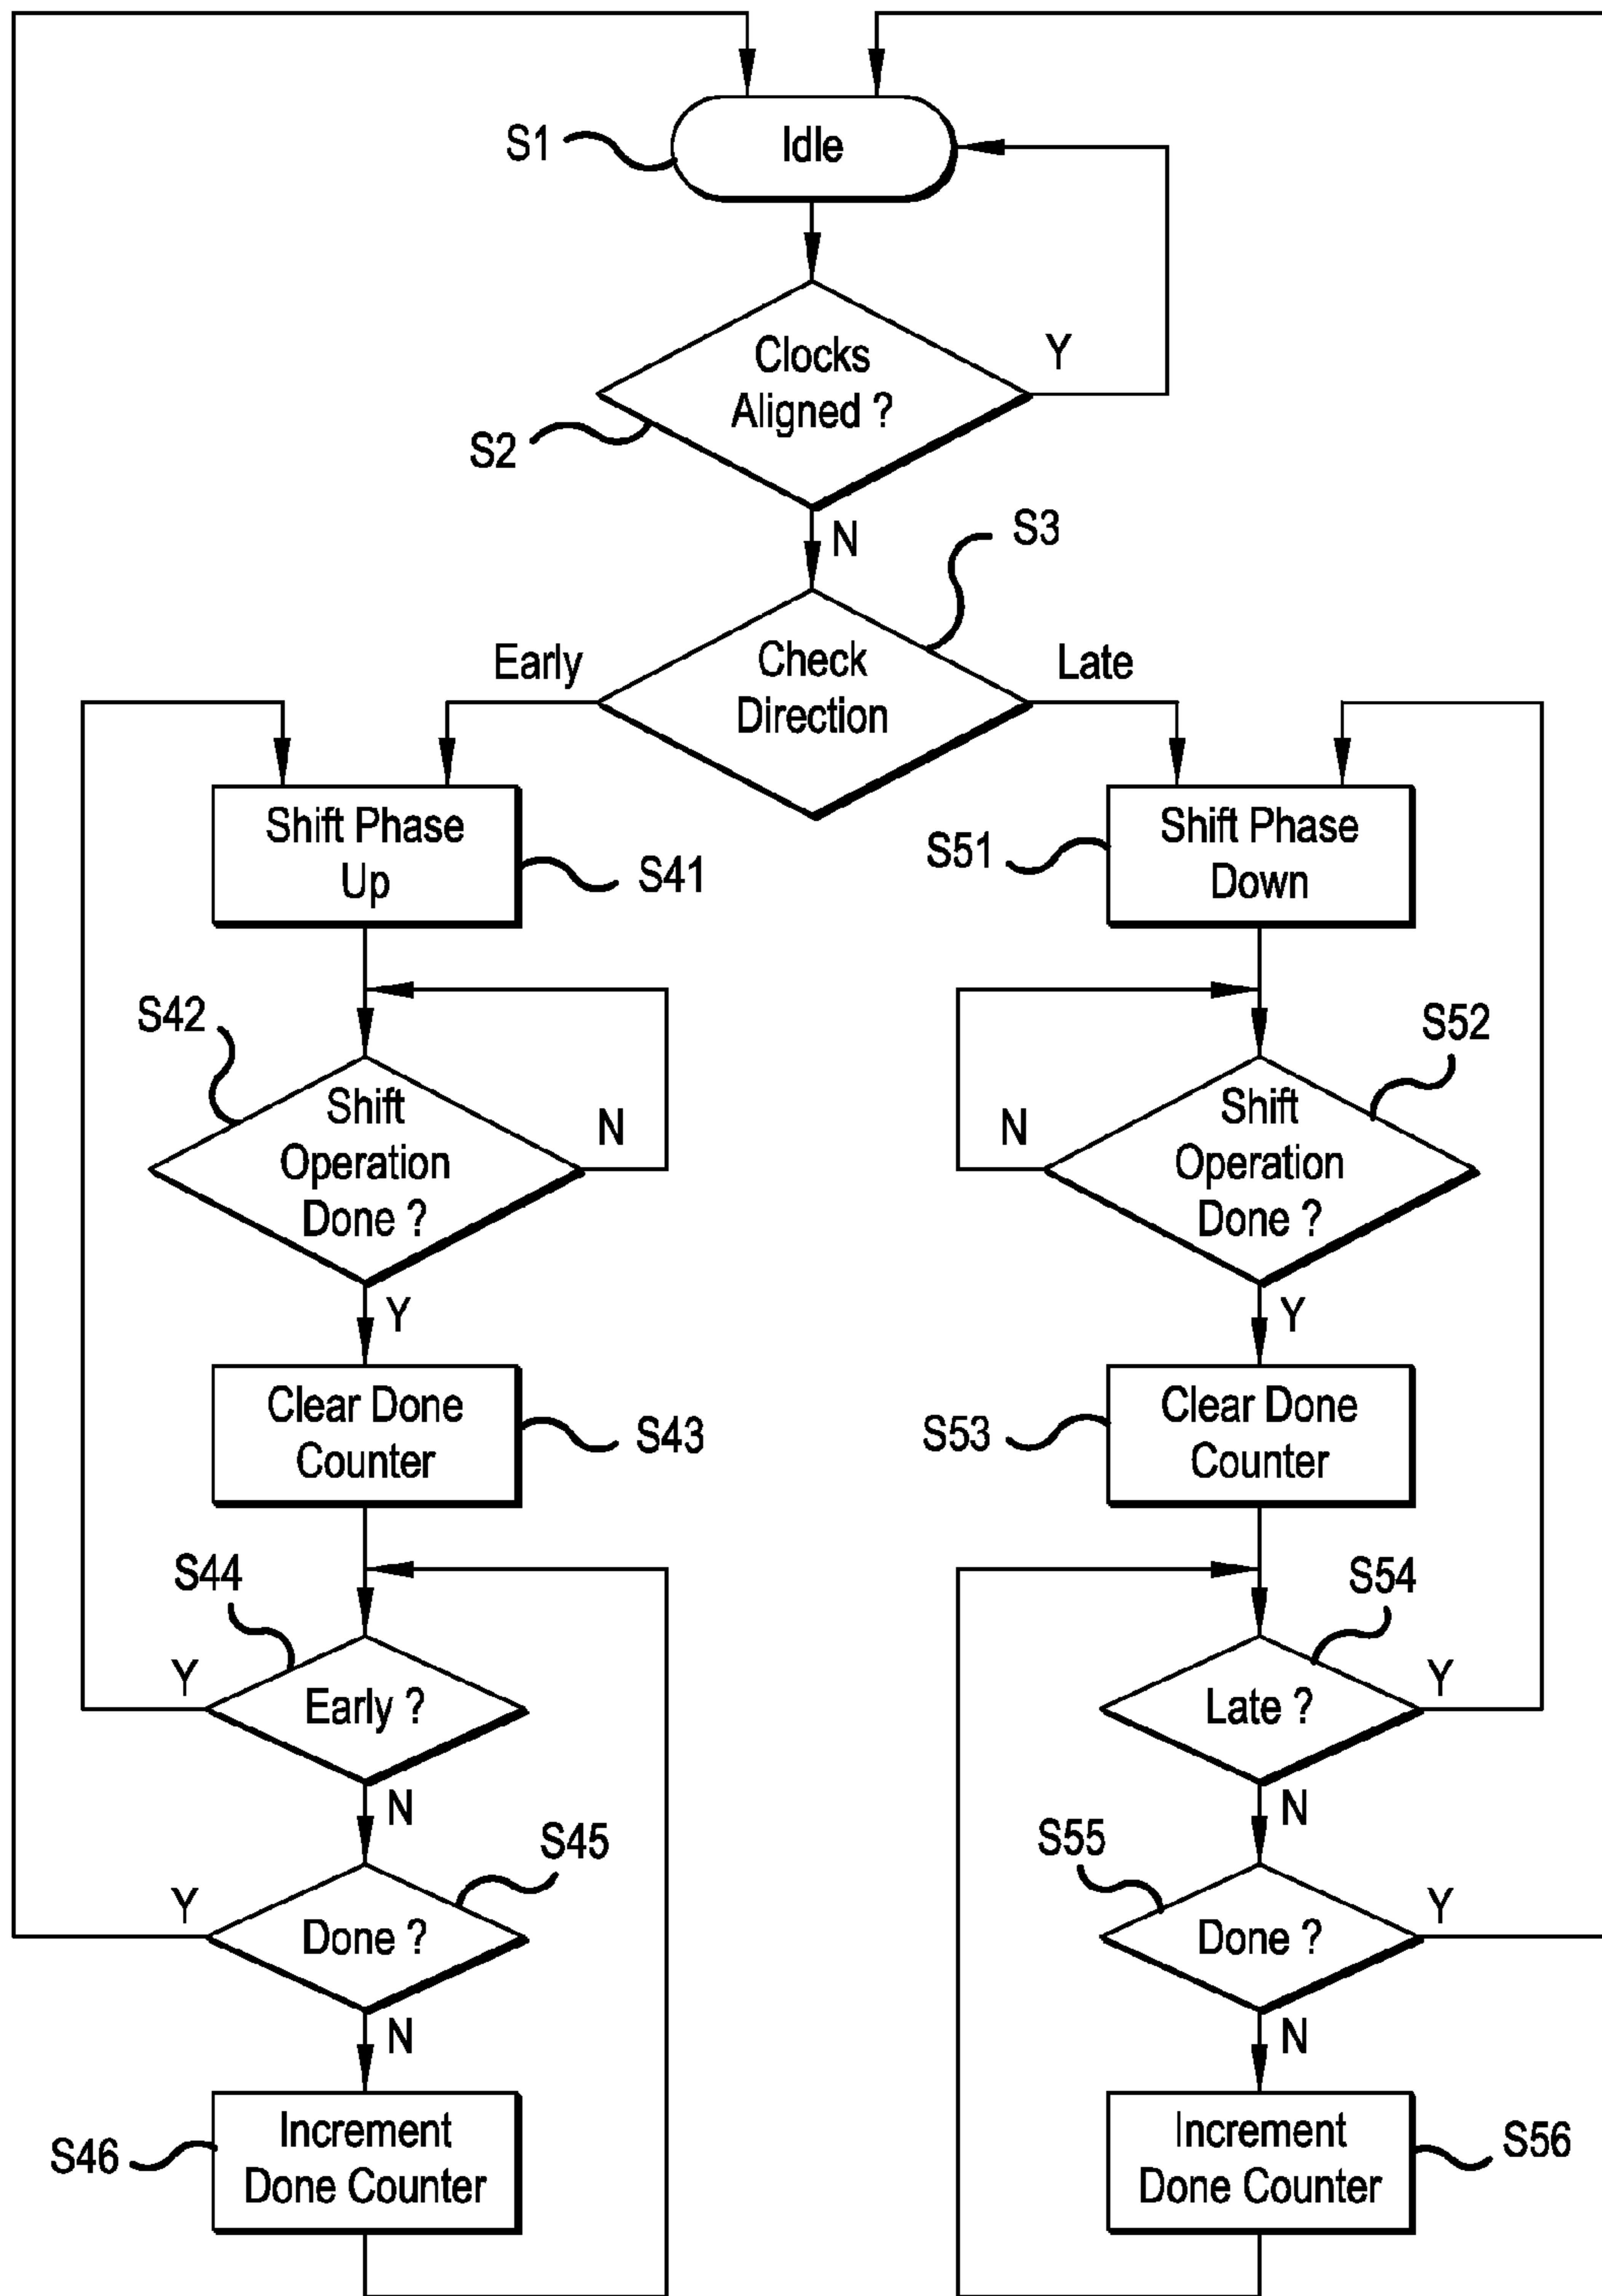 S1
Idle
Clocks
Aligned ?
Y
S2
N
S3
Early
Check
Direction
Late
Shift Phase
Up
S41
S51
Shift Phase
Down
S42
Shift
Operation
Done ?
N
N
Shift
Operation
Done ?
S52
Y
Y
Clear Done
Counter
S43
S53
Clear Done
Counter
S44
Y
Early ?
S54
Late ?
Y
N
N
S45
Y
Done ?
S55
Done ?
Y
N
N
S46
Increment
Done Counter
Increment
Done Counter
S56